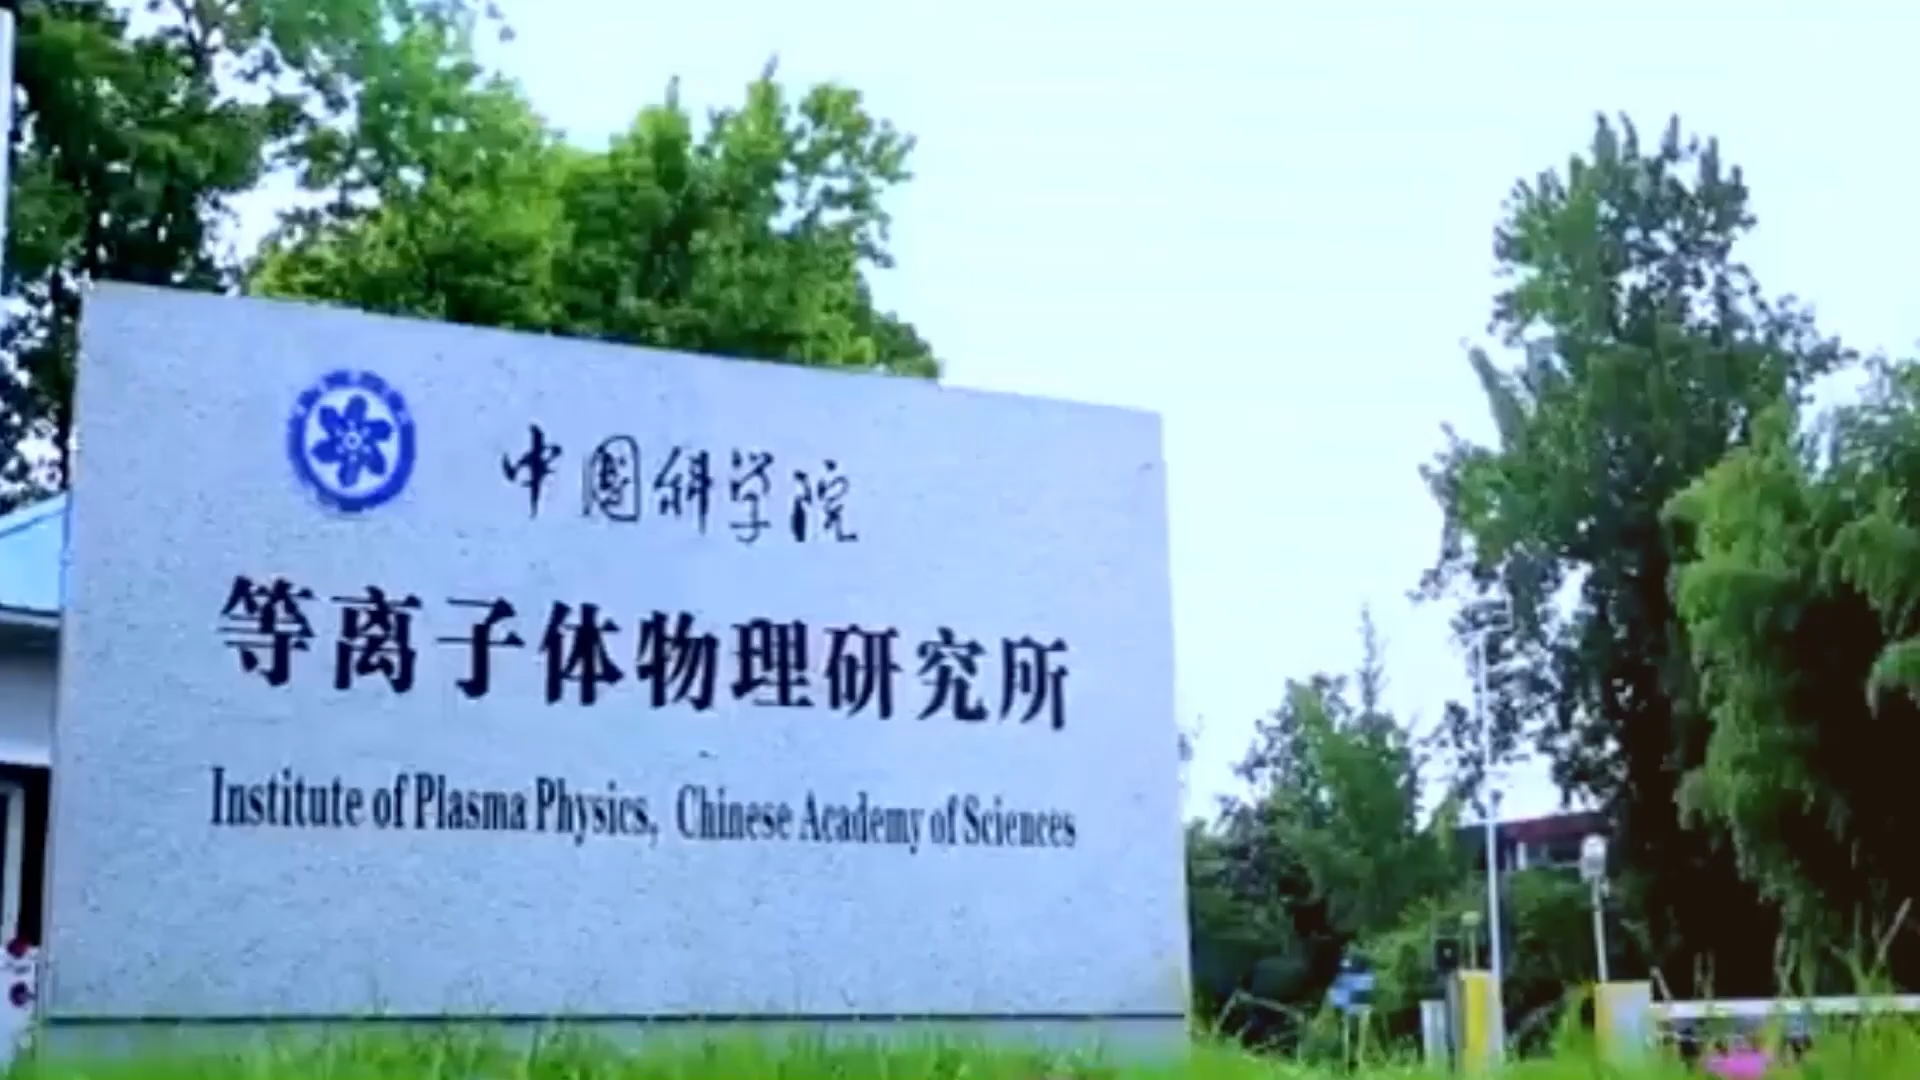 中国科学院
等离子体物理研究所
Institute of Plasma Physics, Chinese Academy of Sciences